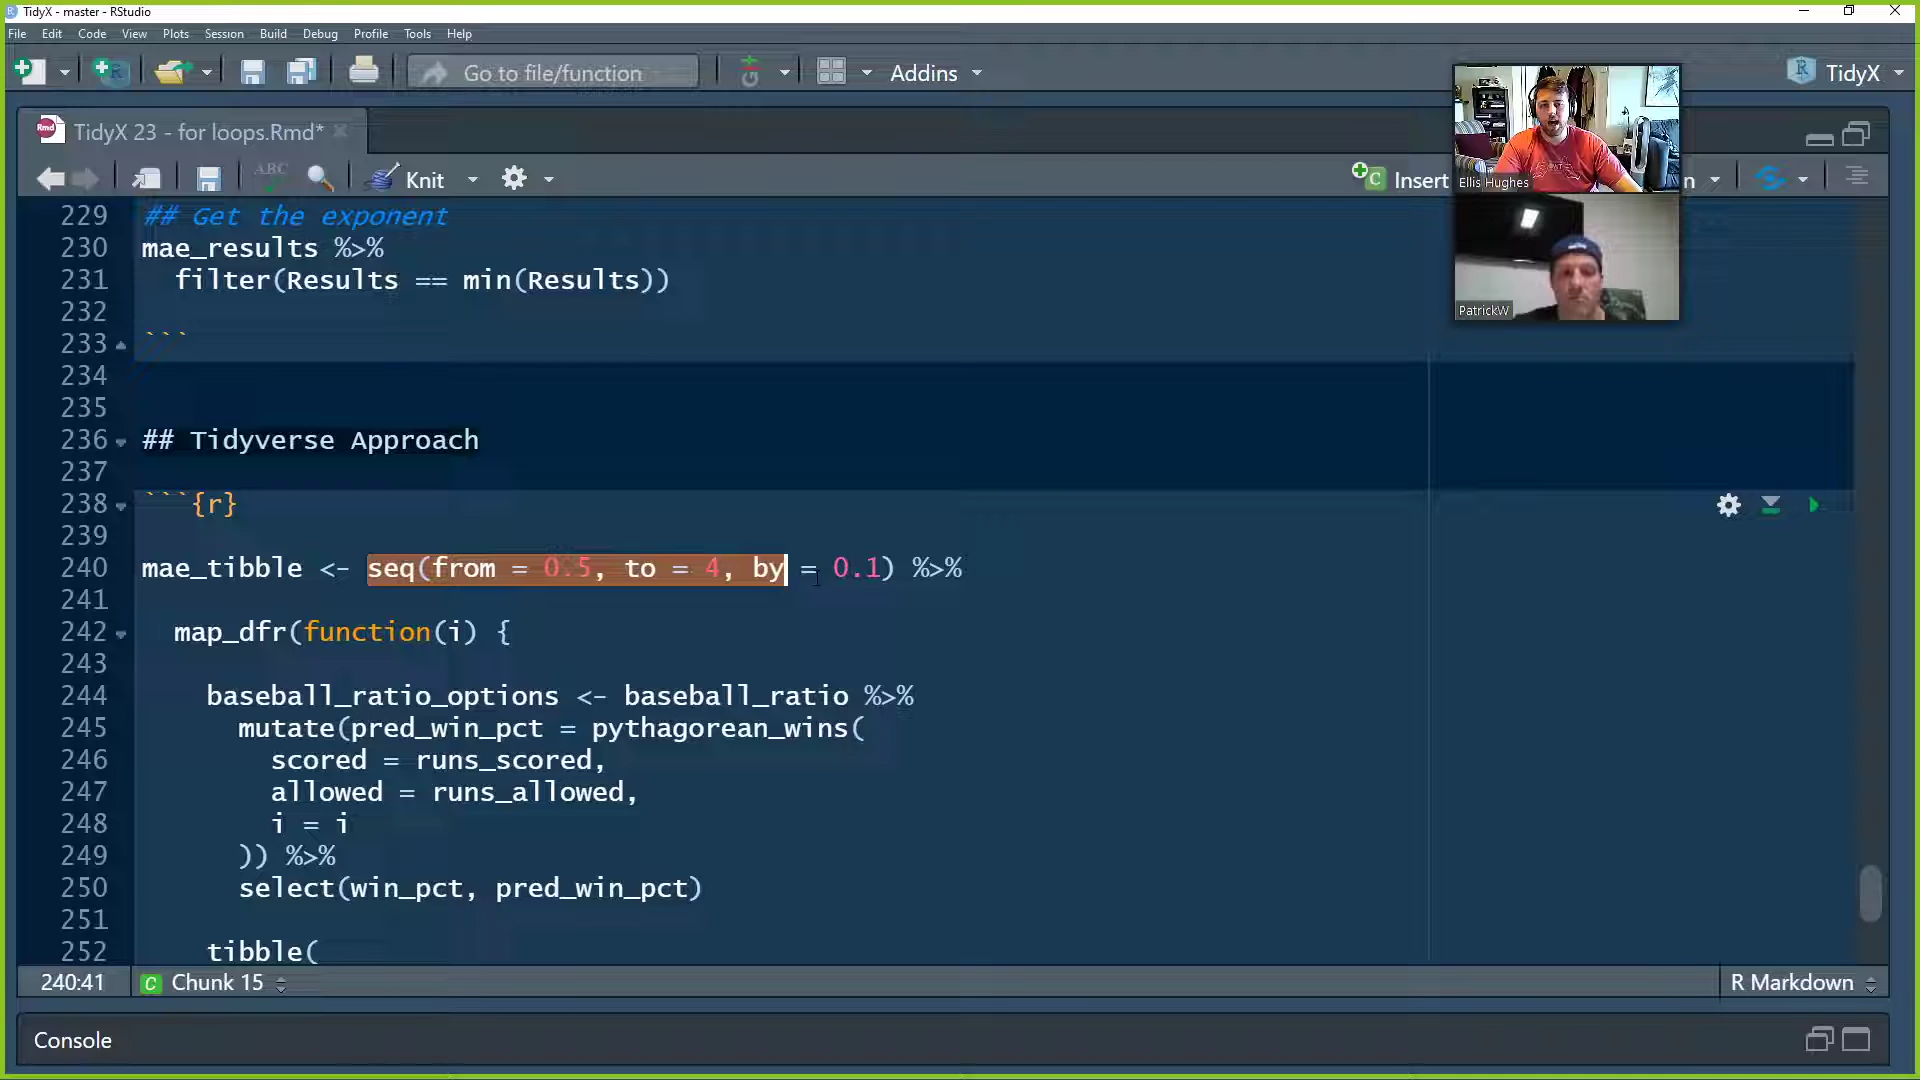 TidyX - master - RStudio
File Edit Code View Plots Session Build Debug Profile Tools Help
Go to file/function Addins TidyX
TidyX 23 - for loops.Rmd*
ABC Knit Insert n
Ellis Hughes
PatrickW
229 ## Get the exponent
230 mae_results %>%
231 filter(Results == min(Results))
232
233 ```
234
235
236 ## Tidyverse Approach
237
238 ```{r}
239
240 mae_tibble <- seq(from = 0.5, to = 4, by = 0.1) %>%
241
242 map_dfr(function(i) {
243
244 baseball_ratio_options <- baseball_ratio %>%
245 mutate(pred_win_pct = pythagorean_wins(
246 scored = runs_scored,
247 allowed = runs_allowed,
248 i = i
249 )) %>%
250 select(win_pct, pred_win_pct)
251
252 tibble(
240:41 C Chunk 15 R Markdown
Console